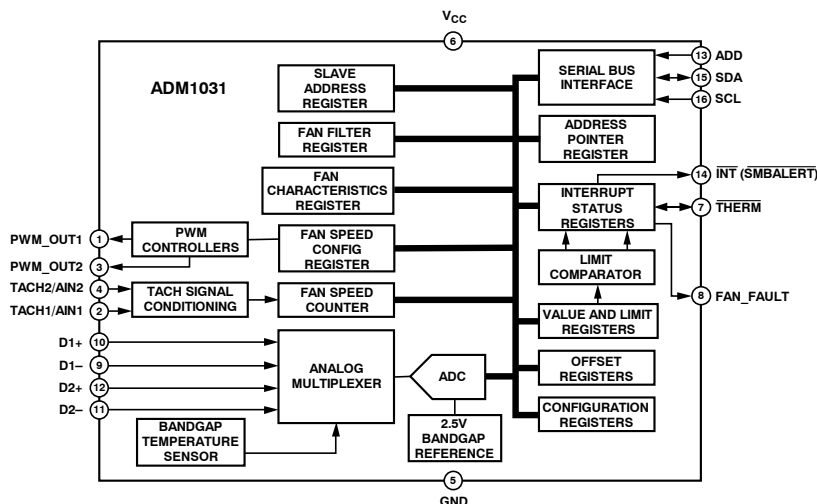 VCC
6
ADM1031
SLAVE
ADDRESS
REGISTER
FAN FILTER
REGISTER
FAN
CHARACTERISTICS
REGISTER
PWM
CONTROLLERS
FAN SPEED
CONFIG
REGISTER
TACH SIGNAL
CONDITIONING
FAN SPEED
COUNTER
ANALOG
MULTIPLEXER
ADC
BANDGAP
TEMPERATURE
SENSOR
2.5V
BANDGAP
REFERENCE
SERIAL BUS
INTERFACE
ADDRESS
POINTER
REGISTER
INTERRUPT
STATUS
REGISTERS
LIMIT
COMPARATOR
VALUE AND LIMIT
REGISTERS
OFFSET
REGISTERS
CONFIGURATION
REGISTERS
PWM_OUT1 1
PWM_OUT2 3
TACH2/AIN2 4
TACH1/AIN1 2
D1+ 10
D1– 9
D2+ 12
D2– 11
13 ADD
15 SDA
16 SCL
14 INT (SMBALERT)
7 THERM
8 FAN_FAULT
5
GND